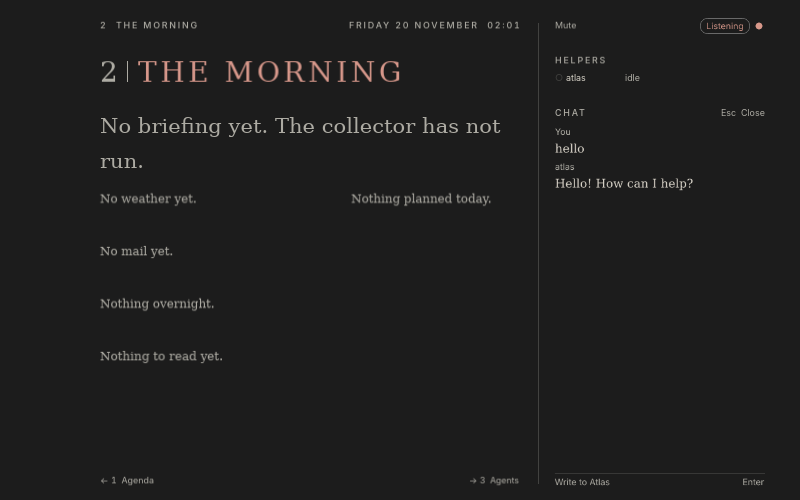 2 THE MORNING
FRIDAY 20 NOVEMBER 02:01
2 THE MORNING
No briefing yet. The collector has not
run.
No weather yet.
Nothing planned today.
No mail yet.
Nothing overnight.
Nothing to read yet.
← 1 Agenda
→ 3 Agents
Mute
Listening
HELPERS
atlas idle
CHAT
Esc Close
You
hello
atlas
Hello! How can I help?
Write to Atlas
Enter